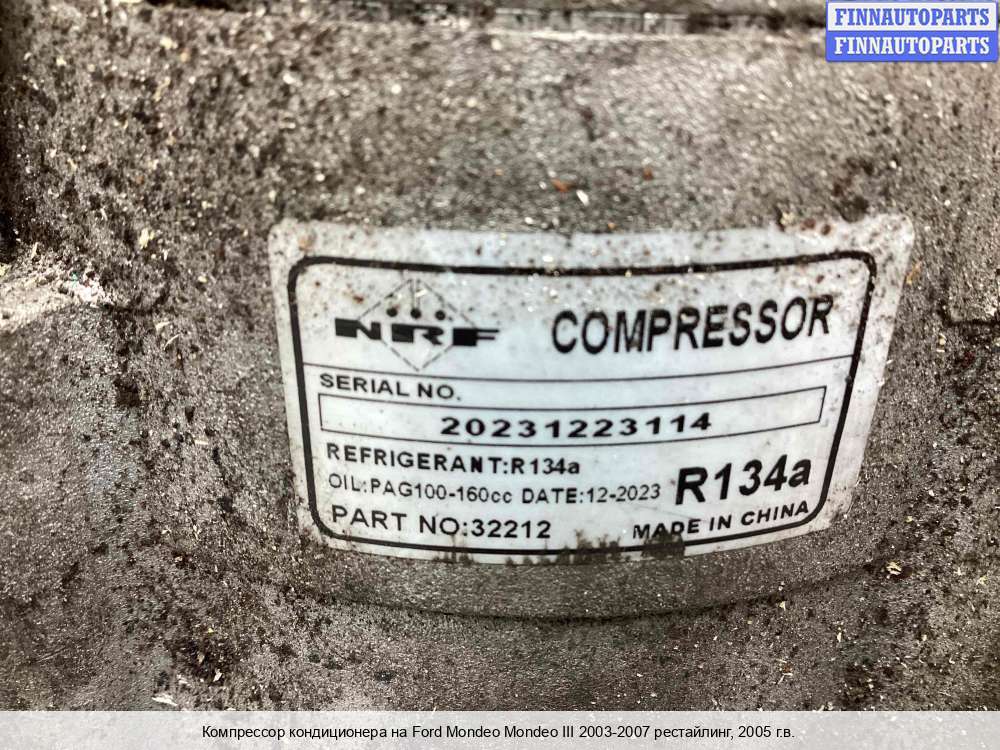 FINNAUTOPARTS
FINNAUTOPARTS
NRF COMPRESSOR
SERIAL NO.
20231223114
REFRIGERANT:R134a
OIL:PAG100-160cc DATE:12-2023 R134a
PART NO:32212 MADE IN CHINA
Компрессор кондиционера на Ford Mondeo Mondeo III 2003-2007 рестайлинг, 2005 г.в.